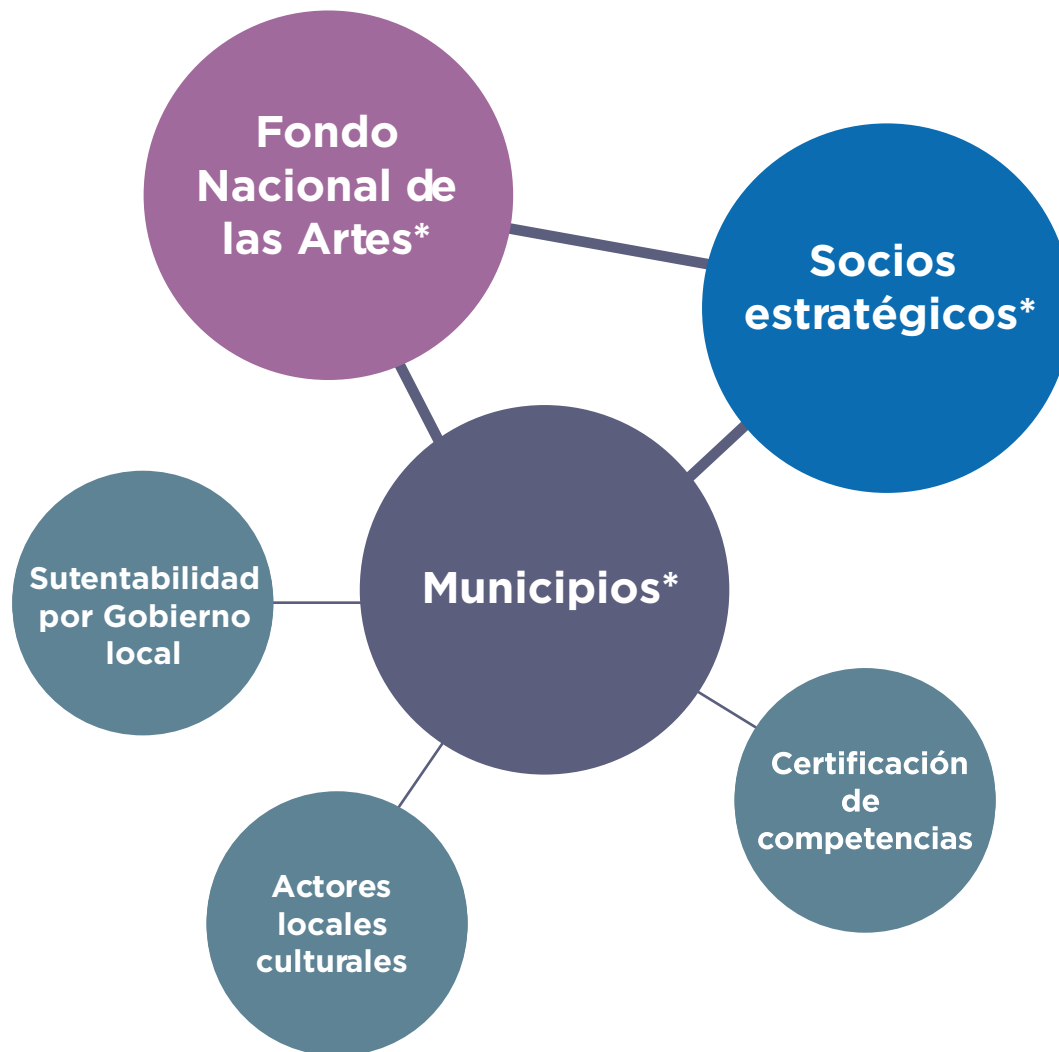 Fondo
Nacional de
las Artes*
Socios
estratégicos*
Municipios*
Sutentabilidad
por Gobierno
local
Certificación
de
competencias
Actores
locales
culturales